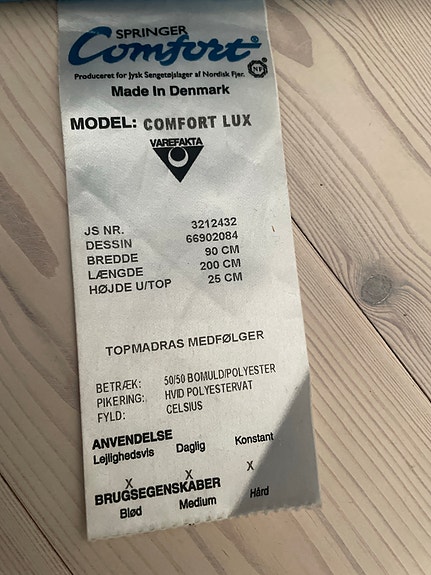 SPRINGER
Comfort®
Produceret for Jysk Sengetøjslager af Nordisk Fjer.
NF
Made In Denmark
MODEL: COMFORT LUX
VAREFAKTA
JS NR. 3212432
DESSIN 66902084
BREDDE 90 CM
LÆNGDE 200 CM
HØJDE U/TOP 25 CM
TOPMADRAS MEDFØLGER
BETRÆK: 50/50 BOMULD/POLYESTER
PIKERING: HVID POLYESTERVAT
FYLD: CELSIUS
ANVENDELSE
Lejlighedsvis Daglig Konstant
X X X
BRUGSEGENSKABER
Blød Medium Hård